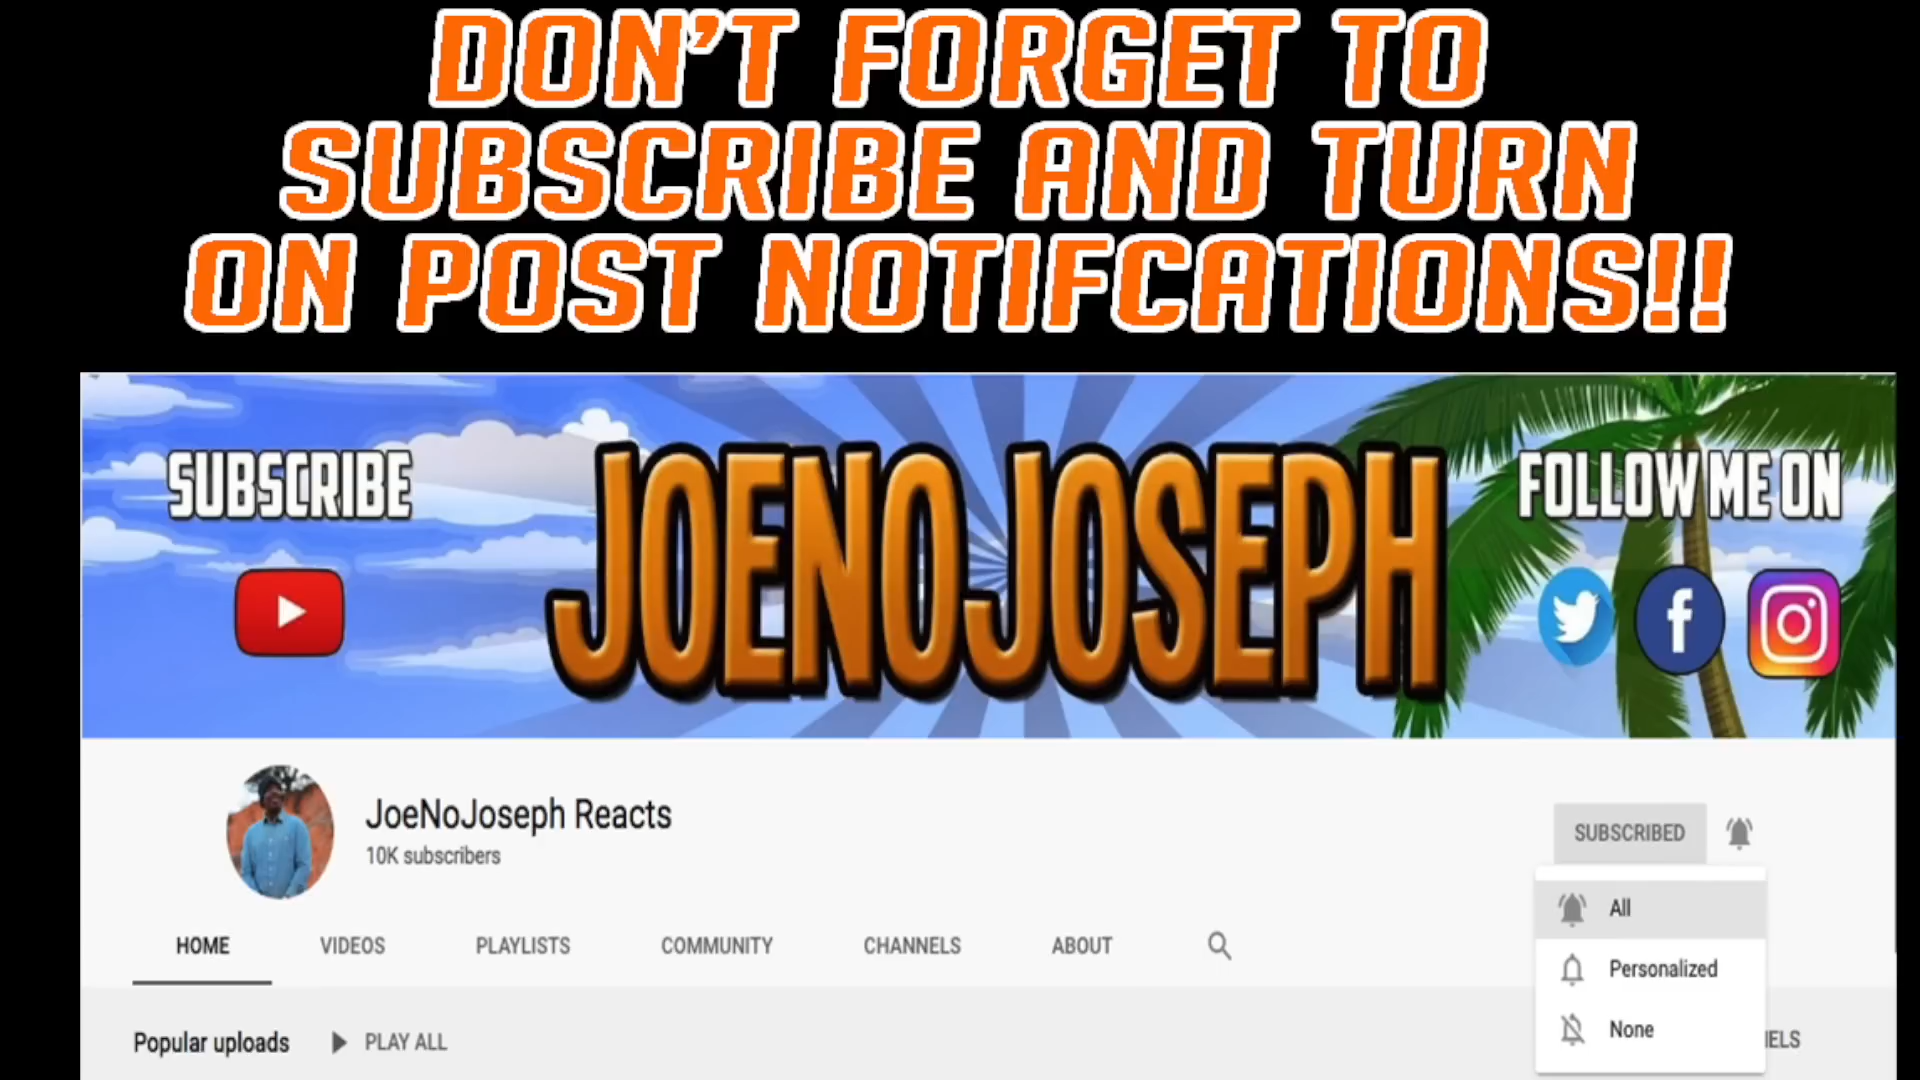 DON'T FORGET TO
SUBSCRIBE AND TURN
ON POST NOTIFCATIONS!!
SUBSCRIBE
JOENOJOSEPH
FOLLOW ME ON
JoeNoJoseph Reacts
10K subscribers
SUBSCRIBED
All
Personalized
None
HOME VIDEOS PLAYLISTS COMMUNITY CHANNELS ABOUT
Popular uploads PLAY ALL